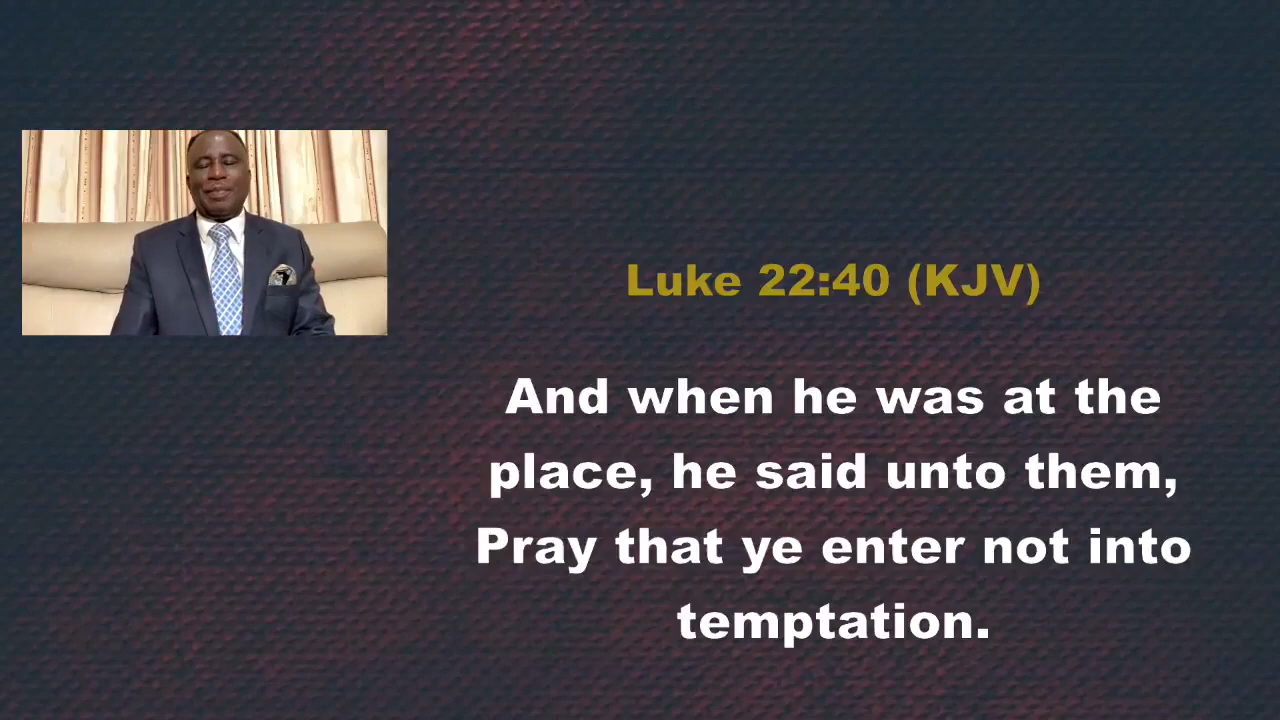 Luke 22:40 (KJV)
And when he was at the
place, he said unto them,
Pray that ye enter not into
temptation.